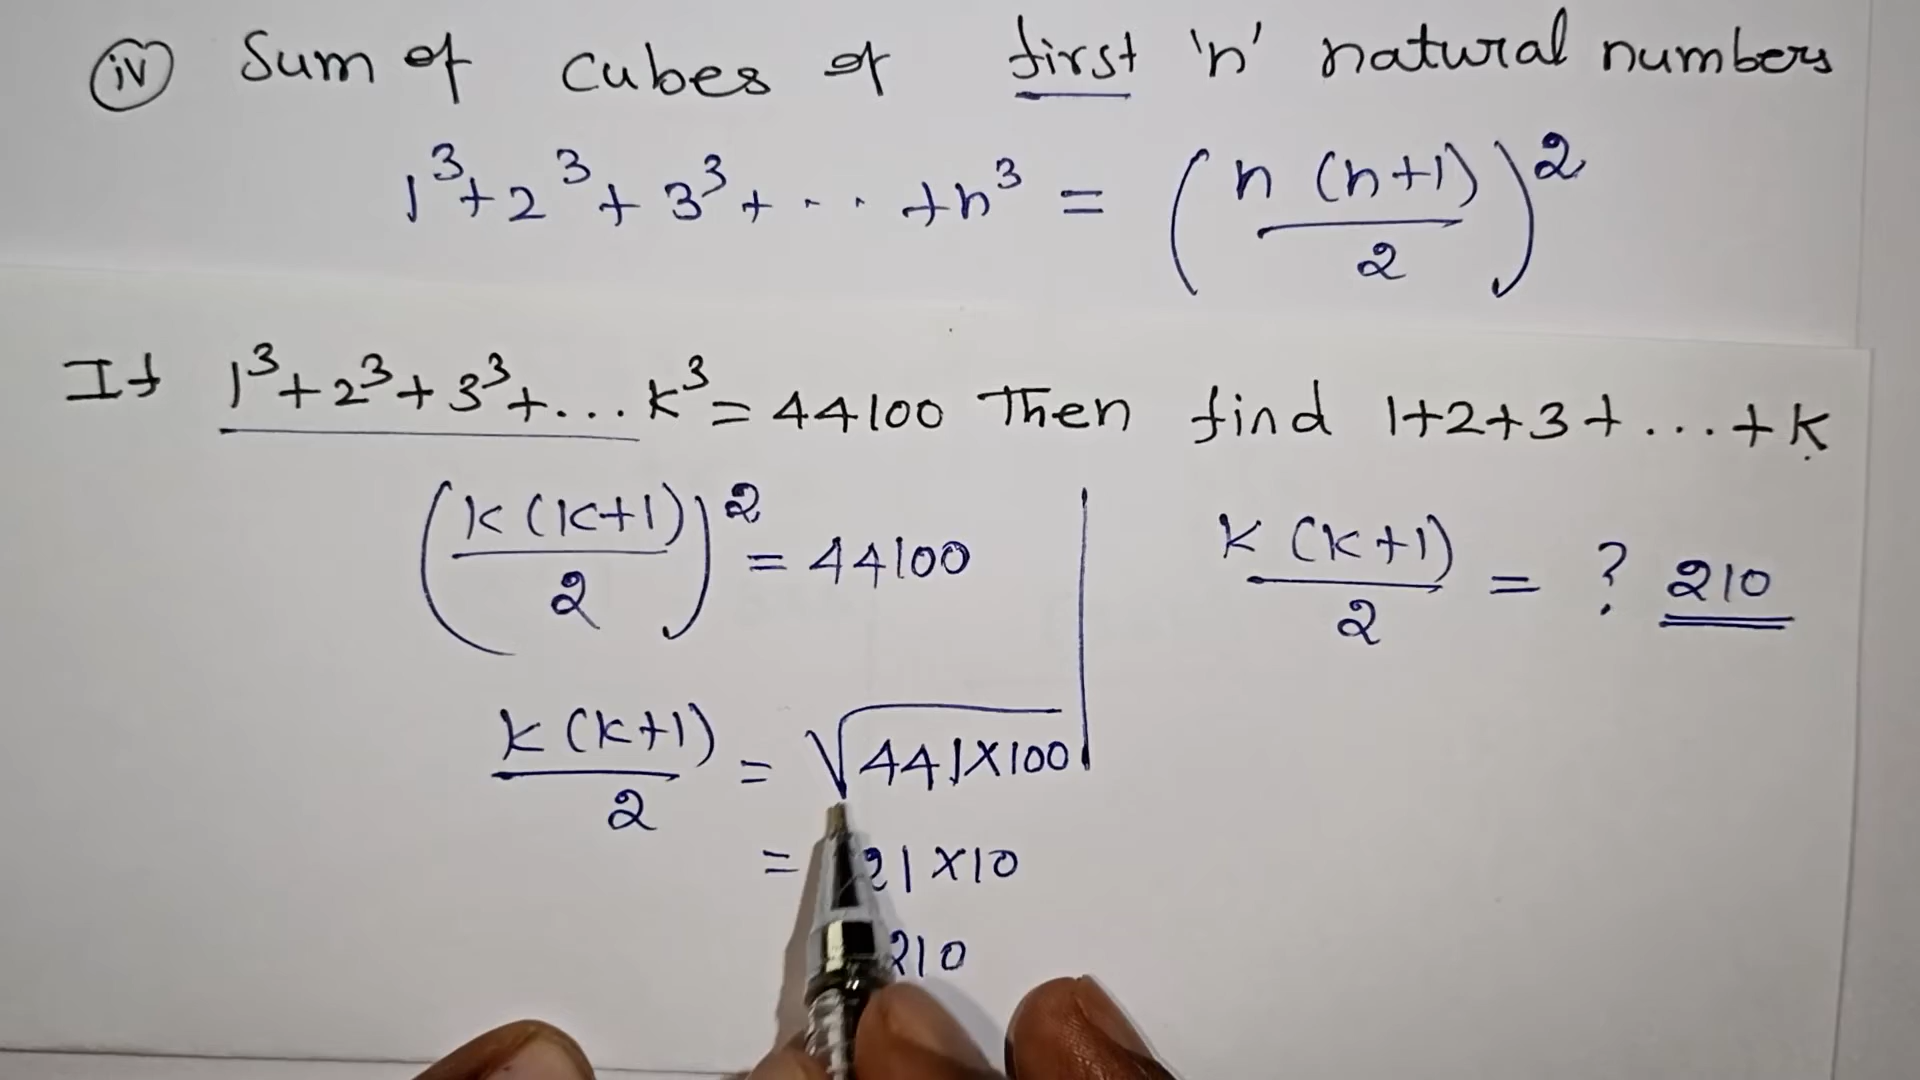 (iv) Sum of cubes of first 'n' natural numbers
1³+2³+3³+...+n³ = (n(n+1)/2)²
If 1³+2³+3³+...k³=44100 Then find 1+2+3+...+k
(k(k+1)/2)² = 44100
k(k+1)/2 = ? 210
k(k+1)/2 = √441×100
= 21×10
210